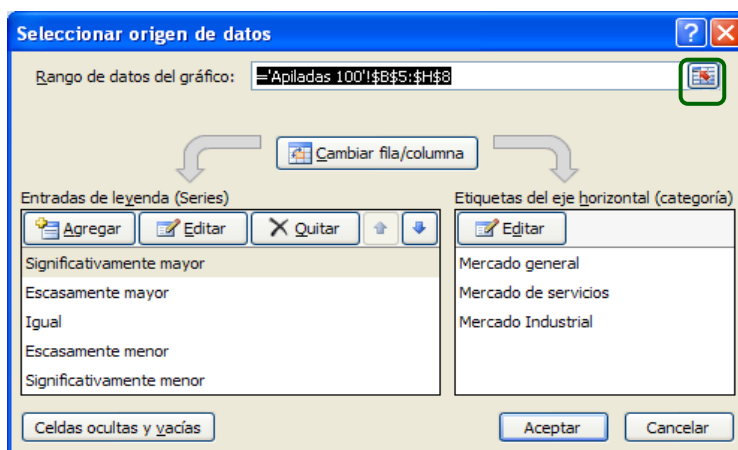 Seleccionar origen de datos
Rango de datos del gráfico: ='Apiladas 100'!$B$5:$H$8
Cambiar fila/columna
Entradas de leyenda (Series)
Agregar Editar Quitar
Significativamente mayor
Escasamente mayor
Igual
Escasamente menor
Significativamente menor
Etiquetas del eje horizontal (categoría)
Editar
Mercado general
Mercado de servicios
Mercado Industrial
Celdas ocultas y vacías
Aceptar Cancelar